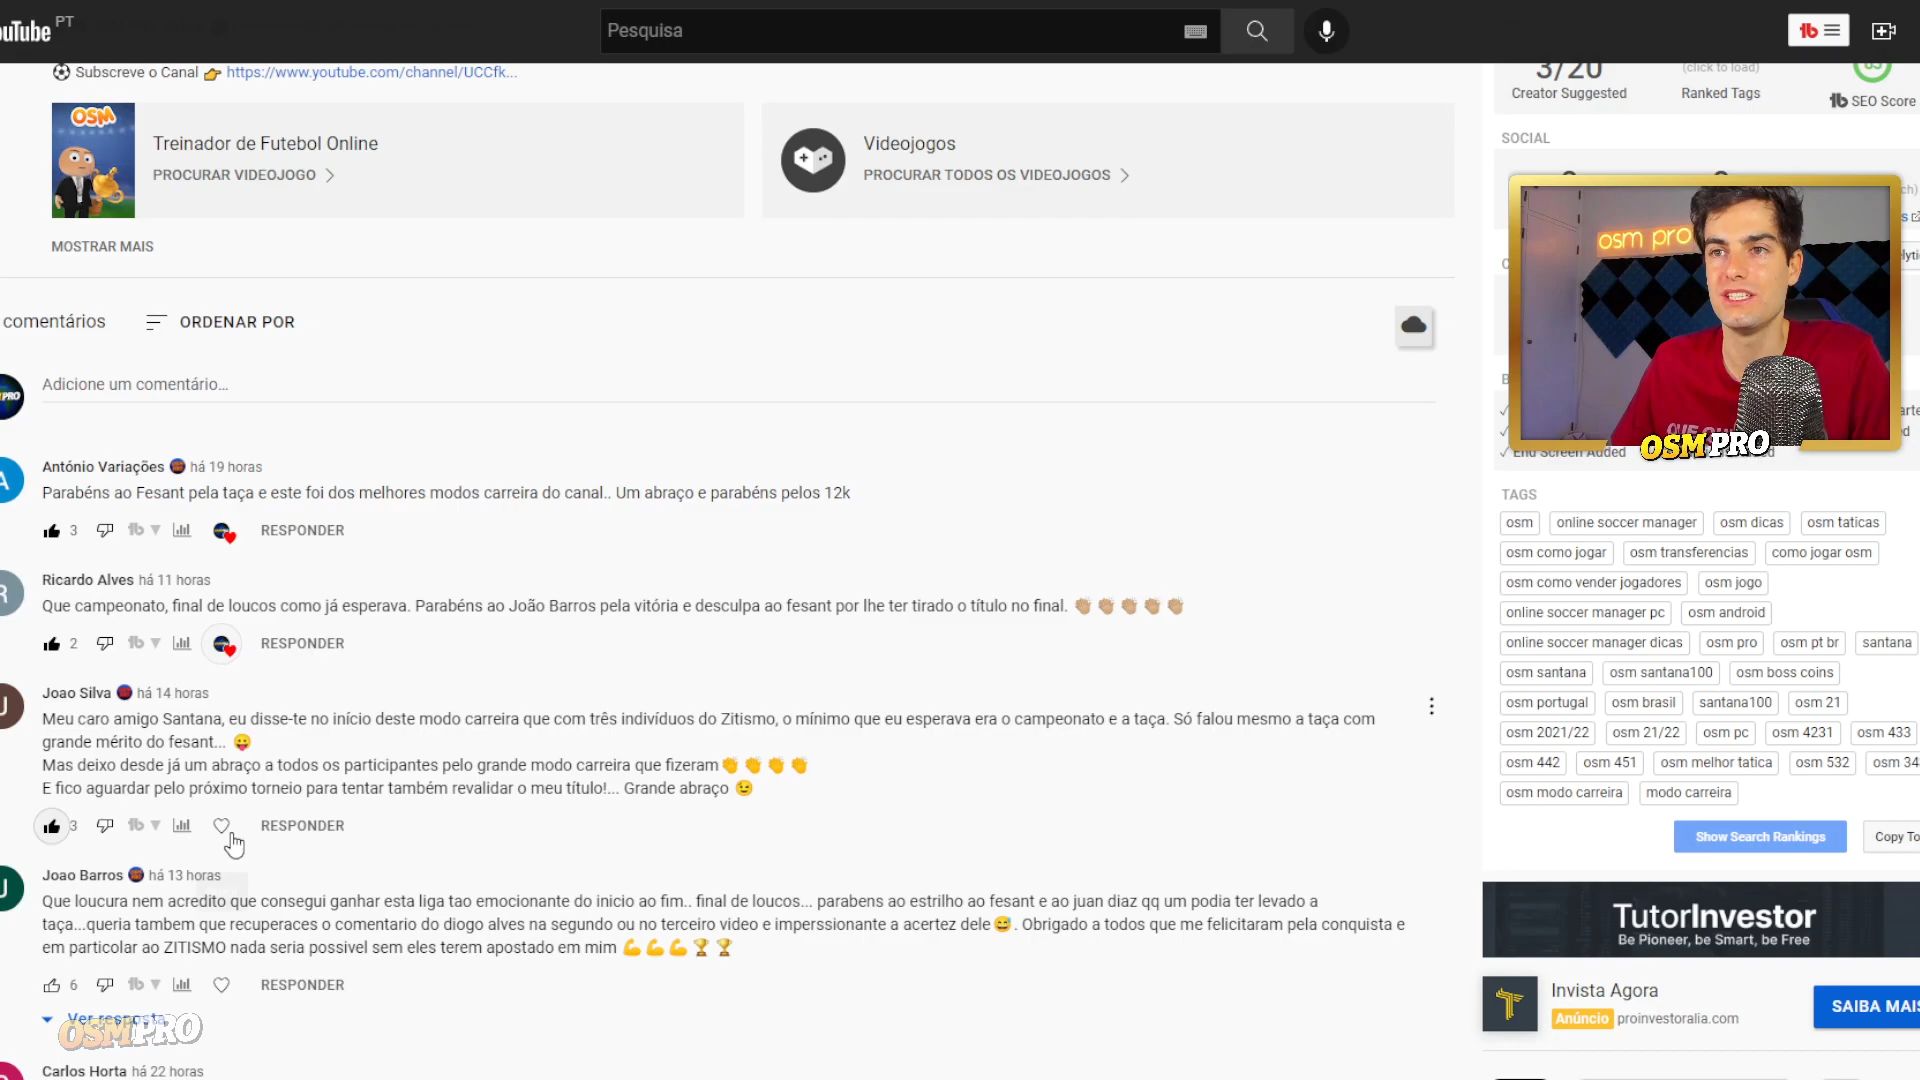 ouTube PT
Pesquisa
Subscreve o Canal 👉 https://www.youtube.com/channel/UCCfk...
OSM
Treinador de Futebol Online
PROCURAR VIDEOJOGO
Videojogos
PROCURAR TODOS OS VIDEOJOGOS
MOSTRAR MAIS
comentários
ORDENAR POR
Adicione um comentário...
António Variações há 19 horas
Parabéns ao Fesant pela taça e este foi dos melhores modos carreira do canal.. Um abraço e parabéns pelos 12k
3
RESPONDER
Ricardo Alves há 11 horas
Que campeonato, final de loucos como já esperava. Parabéns ao João Barros pela vitória e desculpa ao fesant por lhe ter tirado o título no final. 👏🏼👏🏼👏🏼👏🏼👏🏼
2
RESPONDER
Joao Silva há 14 horas
Meu caro amigo Santana, eu disse-te no início deste modo carreira que com três indivíduos do Zitismo, o mínimo que eu esperava era o campeonato e a taça. Só falou mesmo a taça com
grande mérito do fesant... 😛
Mas deixo desde já um abraço a todos os participantes pelo grande modo carreira que fizeram👏👏👏👏
E fico aguardar pelo próximo torneio para tentar também revalidar o meu título!... Grande abraço 😉
3
RESPONDER
Joao Barros há 13 horas
Que loucura nem acredito que consegui ganhar esta liga tao emocionante do inicio ao fim.. final de loucos... parabens ao estrilho ao fesant e ao juan diaz qq um podia ter levado a
taça...queria tambem que recuperaces o comentario do diogo alves na segundo ou no terceiro video e imperssionante a acertez dele😅. Obrigado a todos que me felicitaram pela conquista e
em particolar ao ZITISMO nada seria possivel sem eles terem apostado em mim 💪💪💪🏆🏆
6
RESPONDER
Ver resposta
OSM PRO
Carlos Horta há 22 horas
3/20
Creator Suggested
(click to load)
Ranked Tags
SEO Score
SOCIAL
osm pro
OSM PRO
End Screen Added
TAGS
osm
online soccer manager
osm dicas
osm taticas
osm como jogar
osm transferencias
como jogar osm
osm como vender jogadores
osm jogo
online soccer manager pc
osm android
online soccer manager dicas
osm pro
osm pt br
santana
osm santana
osm santana100
osm boss coins
osm portugal
osm brasil
santana100
osm 21
osm 2021/22
osm 21/22
osm pc
osm 4231
osm 433
osm 442
osm 451
osm melhor tatica
osm 532
osm 34
osm modo carreira
modo carreira
Show Search Rankings
Copy To
TutorInvestor
Be Pioneer, be Smart, be Free
Invista Agora
Anúncio proinvestoralia.com
SAIBA MAIS